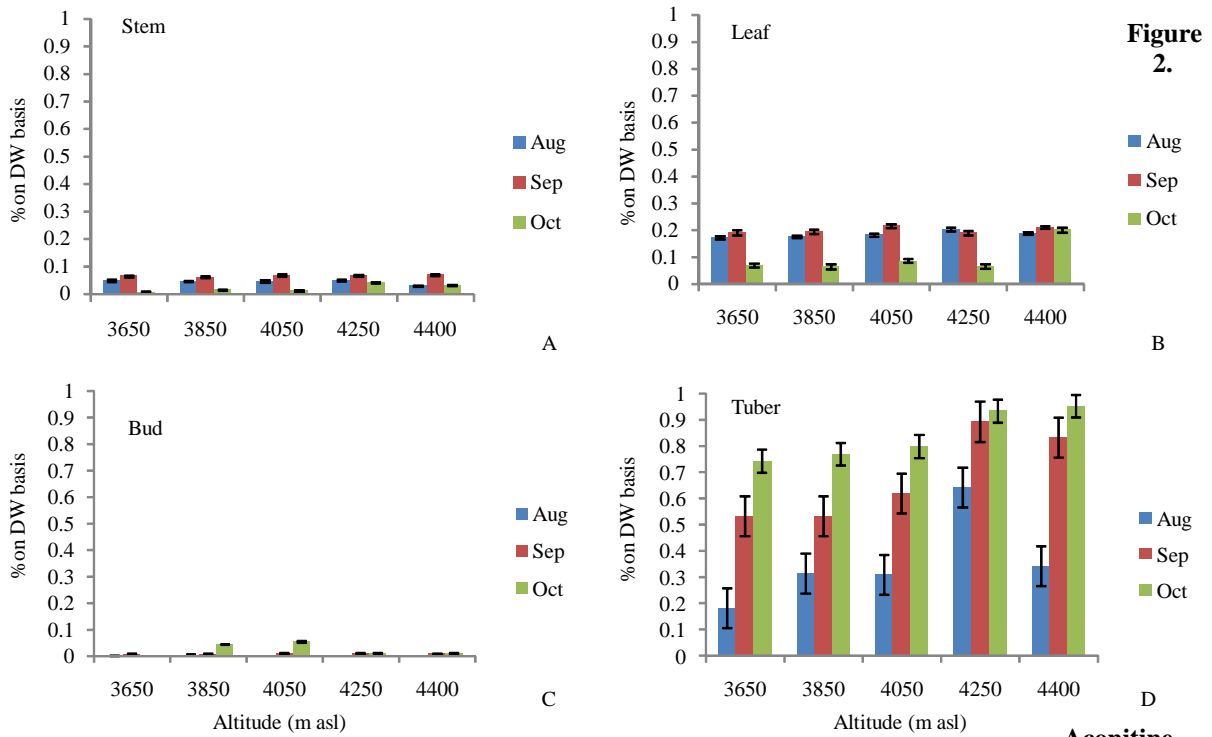 Stem
1
0.9
0.8
0.7
0.6
0.5
0.4
0.3
0.2
0.1
0
%on DW basis
Aug
Sep
Oct
3650 3850 4050 4250 4400
A
Leaf
1
0.9
0.8
0.7
0.6
0.5
0.4
0.3
0.2
0.1
0
%on DW basis
Aug
Sep
Oct
3650 3850 4050 4250 4400
B
Figure
2.
Bud
1
0.9
0.8
0.7
0.6
0.5
0.4
0.3
0.2
0.1
0
%on DW basis
Aug
Sep
Oct
3650 3850 4050 4250 4400
Altitude (m asl)
C
Tuber
1
0.9
0.8
0.7
0.6
0.5
0.4
0.3
0.2
0.1
0
%on DW basis
Aug
Sep
Oct
3650 3850 4050 4250 4400
Altitude (m asl)
D
Aconitine